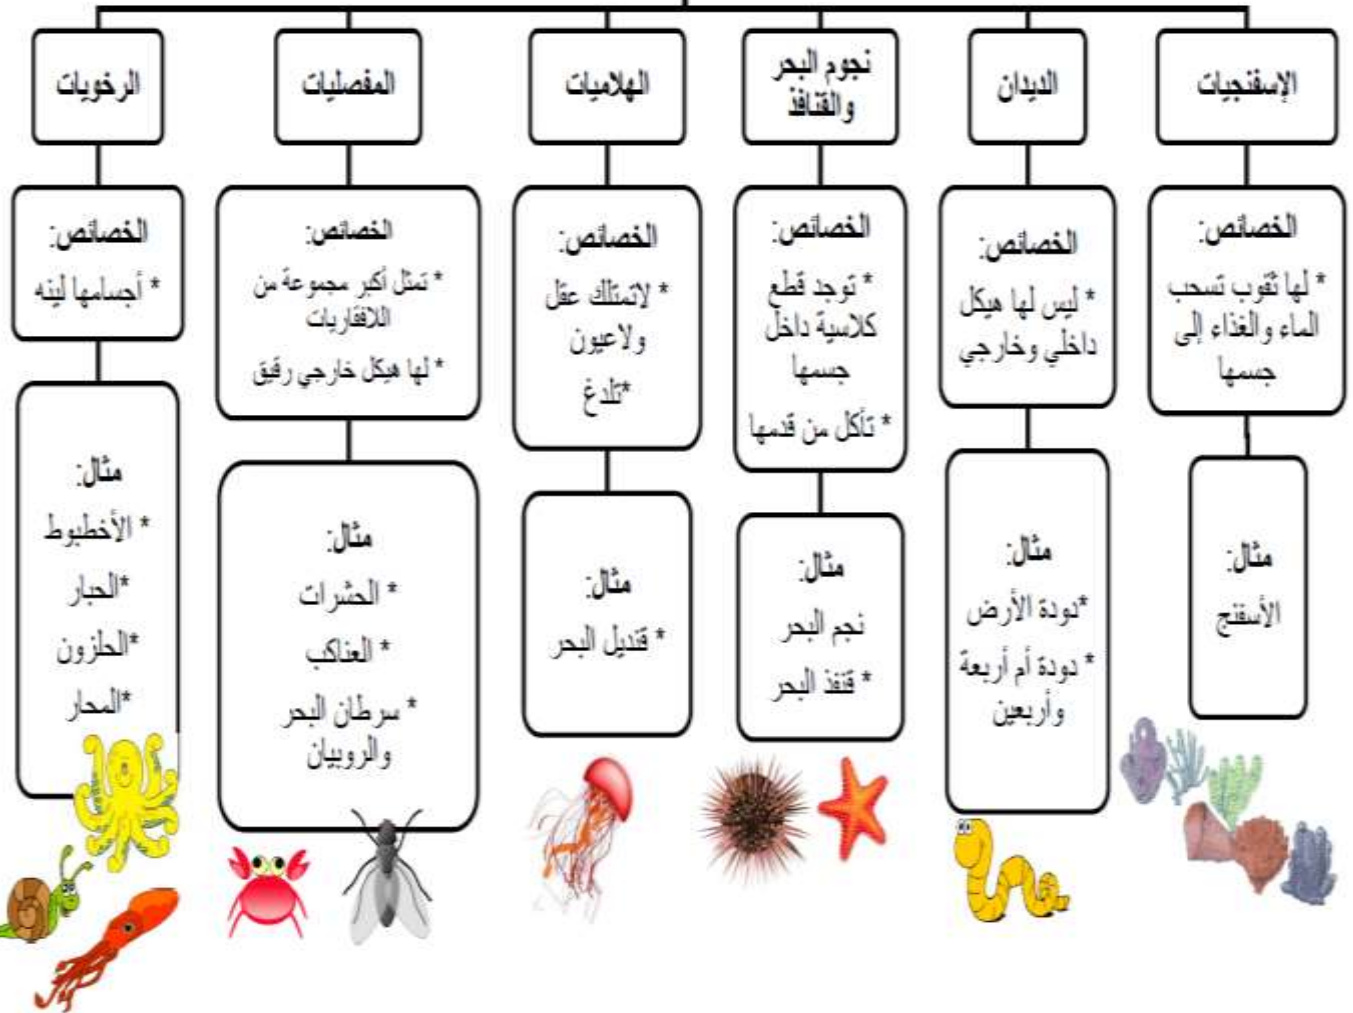 الإسفنجيات
الديدان
نجوم البحر
والقنافذ
الهلاميات
المفصليات
الرخويات
الخصائص:
* لها ثقوب تسحب
الماء والغذاء إلى
جسمها
الخصائص:
* ليس لها هيكل
داخلي وخارجي
الخصائص:
* توجد قطع
كلاسية داخل
جسمها
* تأكل من قدمها
الخصائص:
* لاتمتلك عقل
ولاعيون
*تلدغ
الخصائص:
* تمثل أكبر مجموعة من
اللافقاريات
* لها هيكل خارجي رقيق
الخصائص:
* أجسامها لينه
مثال:
الأسفنج
مثال:
*دودة الأرض
* دودة أم أربعة
وأربعين
مثال:
نجم البحر
* قنفذ البحر
مثال:
* قنديل البحر
مثال:
* الحشرات
* العناكب
* سرطان البحر
والروبيان
مثال:
* الأخطبوط
*الحبار
*الحلزون
*المحار